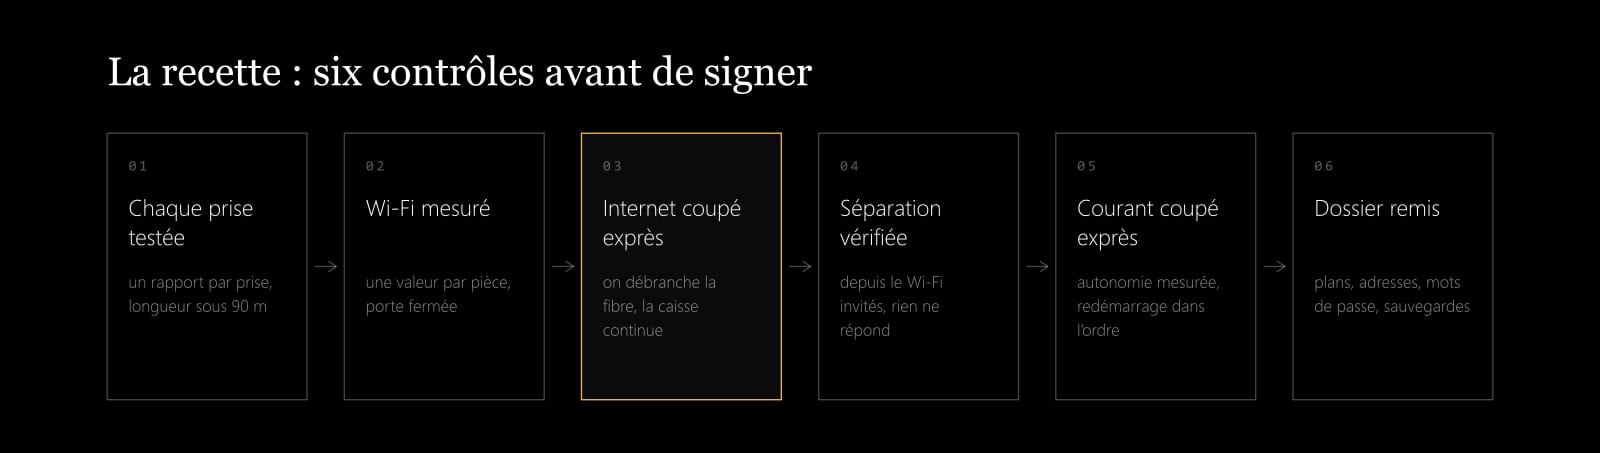 La recette : six contrôles avant de signer
01
Chaque prise
testée
un rapport par prise,
longueur sous 90 m
02
Wi-Fi mesuré
une valeur par pièce,
porte fermée
03
Internet coupé
exprès
on débranche la
fibre, la caisse
continue
04
Séparation
vérifiée
depuis le Wi-Fi
invités, rien ne
répond
05
Courant coupé
exprès
autonomie mesurée,
redémarrage dans
l'ordre
06
Dossier remis
plans, adresses, mots
de passe, sauvegardes